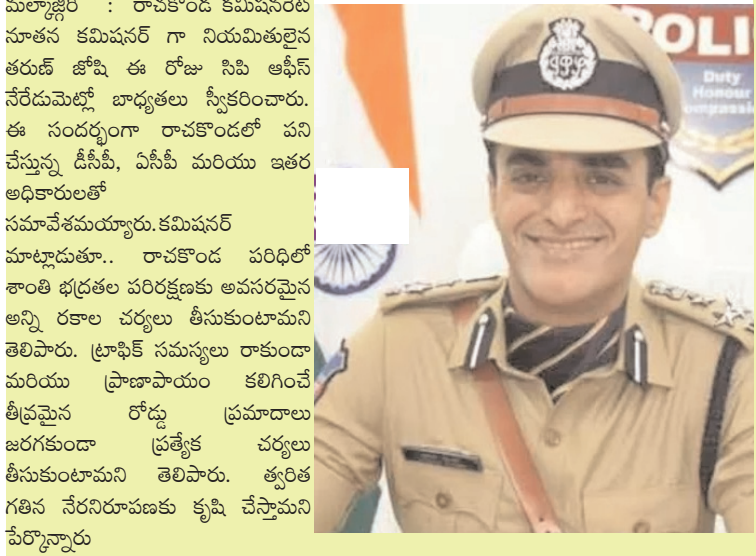 మల్కాజ్గిరి : రాచకొండ కమిషనరేట్
నూతన కమిషనర్ గా నియమితులైన
తరుణ్ జోషి ఈ రోజు సిపి ఆఫీస్
నేరేడుమెట్లో బాధ్యతలు స్వీకరించారు.
ఈ సందర్భంగా రాచకొండలో పని
చేస్తున్న డీసీపీ, ఏసీపీ మరియు ఇతర
అధికారులతో
సమావేశమయ్యారు.కమిషనర్
మాట్లాడుతూ.. రాచకొండ పరిధిలో
శాంతి భద్రతల పరిరక్షణకు అవసరమైన
అన్ని రకాల చర్యలు తీసుకుంటామని
తెలిపారు. ట్రాఫిక్ సమస్యలు రాకుండా
మరియు ప్రాణాపాయం కలిగించే
తీవ్రమైన రోడ్డు ప్రమాదాలు
జరగకుండా ప్రత్యేక చర్యలు
తీసుకుంటామని తెలిపారు. త్వరిత
గతిన నేరనిరూపణకు కృషి చేస్తామని
పేర్కొన్నారు
POLI
Duty
Honour
ompassi